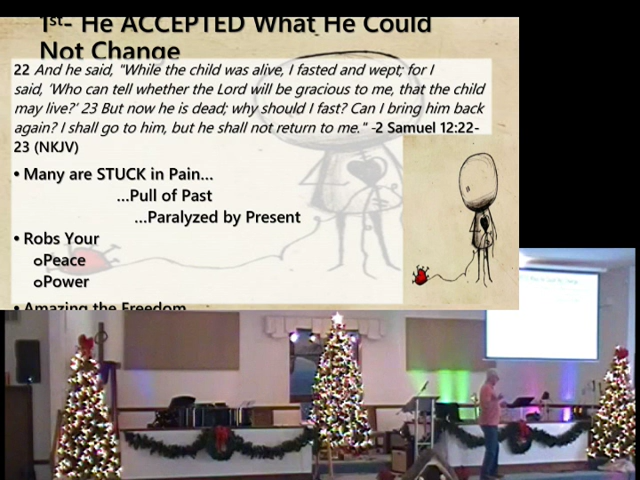 1st- He ACCEPTED What He Could
Not Change
22 And he said, "While the child was alive, I fasted and wept; for I
said, 'Who can tell whether the Lord will be gracious to me, that the child
may live?' 23 But now he is dead; why should I fast? Can I bring him back
again? I shall go to him, but he shall not return to me." -2 Samuel 12:22-
23 (NKJV)
• Many are STUCK in Pain...
...Pull of Past
...Paralyzed by Present
• Robs Your
oPeace
oPower
• Amazing the Freedom